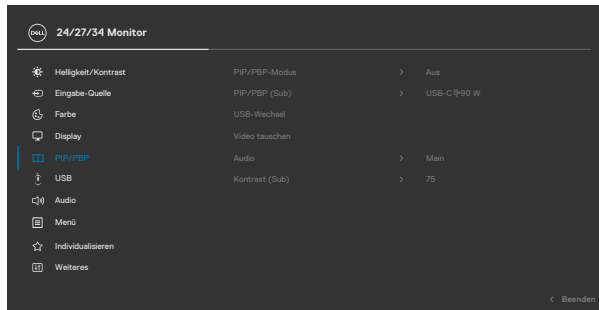 DELL 24/27/34 Monitor
Helligkeit/Kontrast PIP/PBP-Modus > Aus
Eingabe-Quelle PIP/PBP (Sub) > USB-C 90 W
Farbe USB-Wechsel
Display Video tauschen
PIP/PBP Audio > Main
USB Kontrast (Sub) > 75
Audio
Menü
Individualisieren
Weiteres
< Beenden